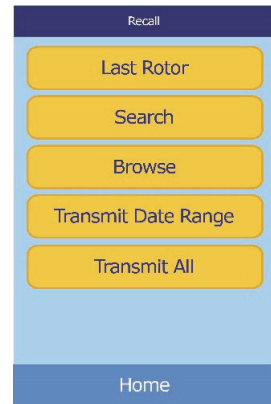 Recall
Last Rotor
Search
Browse
Transmit Date Range
Transmit All
Home